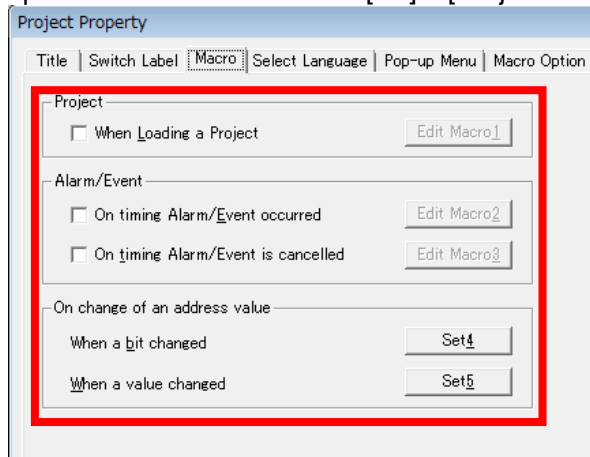 Project Property
Title Switch Label Macro Select Language Pop-up Menu Macro Option
Project
When Loading a Project Edit Macro1
Alarm/Event
On timing Alarm/Event occurred Edit Macro2
On timing Alarm/Event is cancelled Edit Macro3
On change of an address value
When a bit changed Set4
When a value changed Set5